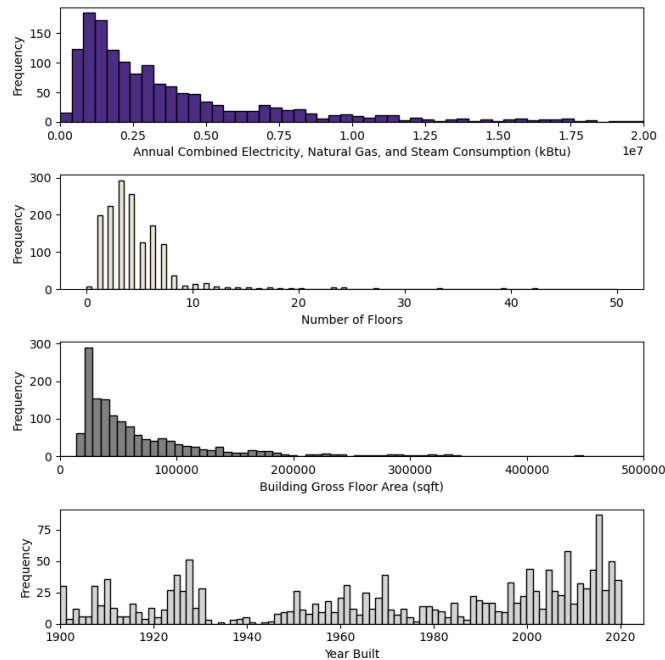 Frequency
150
100
50
0
0.00 0.25 0.50 0.75 1.00 1.25 1.50 1.75 2.00
1e7
Annual Combined Electricity, Natural Gas, and Steam Consumption (kBtu)
Frequency
300
200
100
0
0 10 20 30 40 50
Number of Floors
Frequency
300
200
100
0
0 100000 200000 300000 400000 500000
Building Gross Floor Area (sqft)
Frequency
75
50
25
0
1900 1920 1940 1960 1980 2000 2020
Year Built